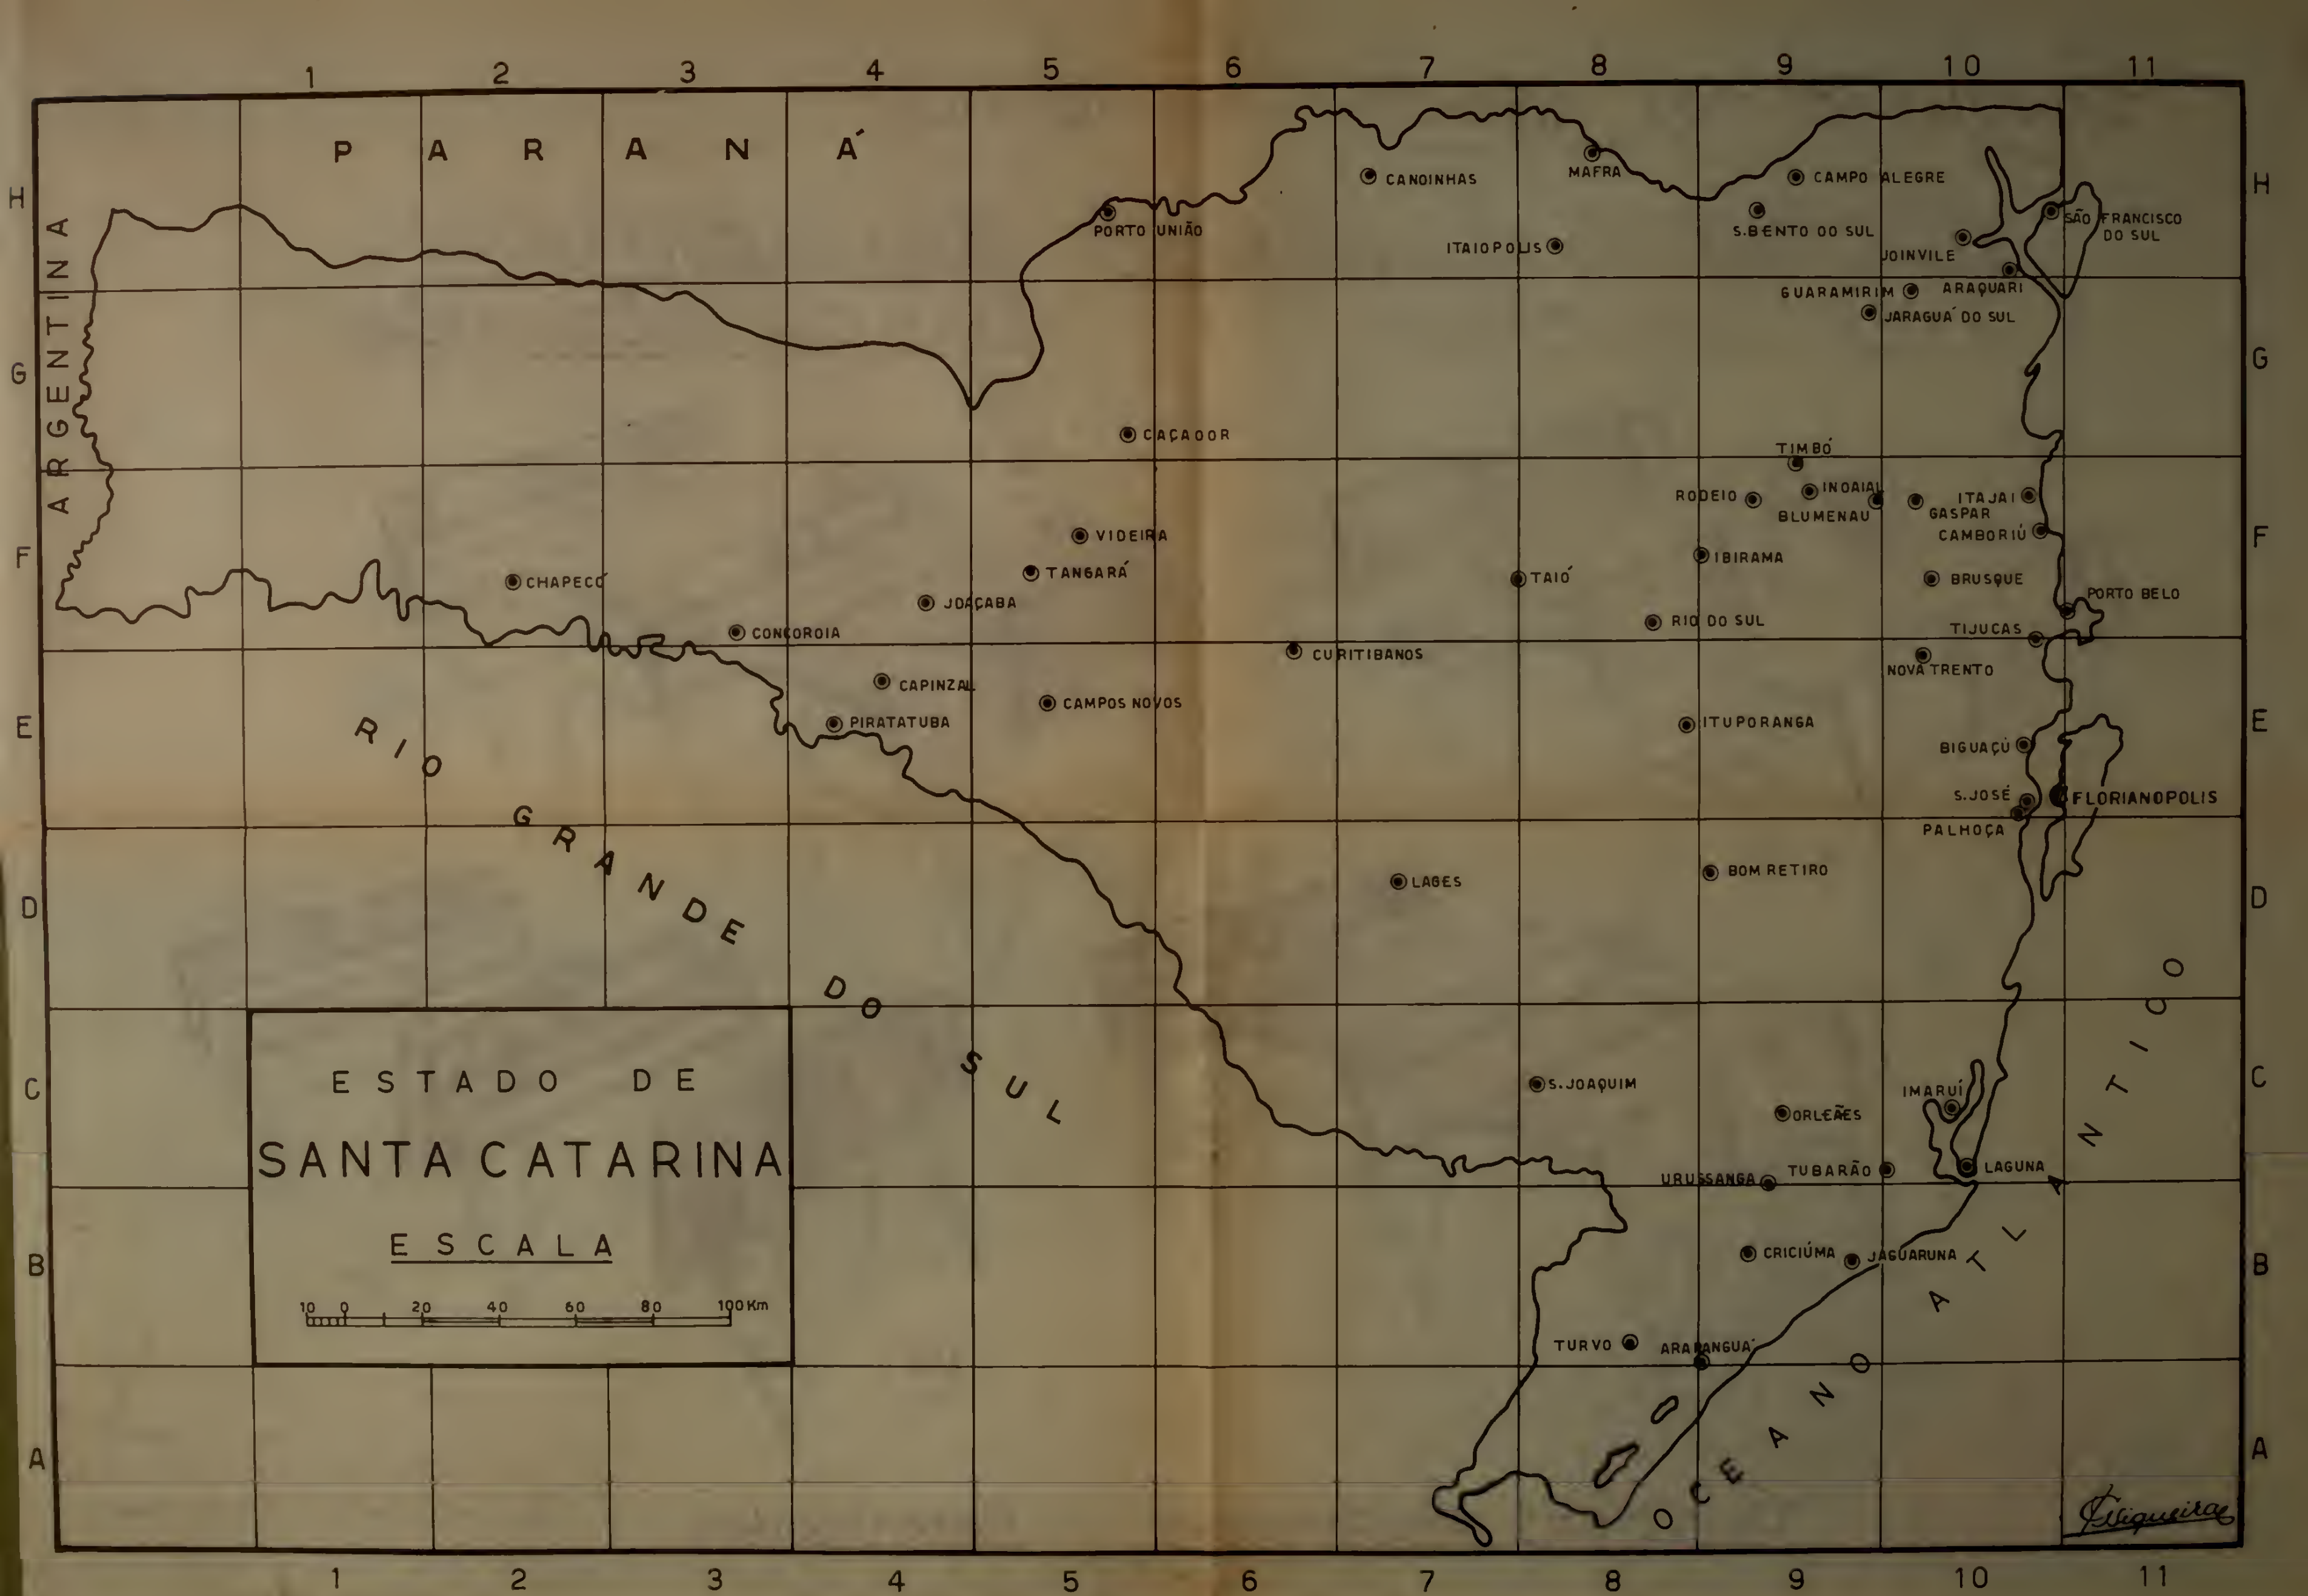 1 2 3 4 5 6 7 8 9 10 11
H H
G G
F F
E E
D D
C C
B B
A A
PARANÁ
ARGENTINA
CANOINHAS
MAFRA
CAMPO ALEGRE
PORTO UNIÃO
S.BENTO DO SUL
SÃO FRANCISCO
DO SUL
ITAIOPOLIS
JOINVILE
GUARAMIRIM
ARAQUARI
JARAGUÁ DO SUL
CAÇADOR
TIMBÓ
RODEIO
INDAIAL
BLUMENAU
ITAJAI
GASPAR
CAMBORIÚ
VIDEIRA
IBIRAMA
TANGARÁ
CHAPECÓ
TAIÓ
BRUSQUE
PORTO BELO
JOAÇABA
RIO DO SUL
TIJUCAS
CONCORDIA
CURITIBANOS
NOVA TRENTO
CAPINZAL
CAMPOS NOVOS
PIRATATUBA
ITUPORANGA
BIGUAÇÚ
S.JOSÉ
FLORIANOPOLIS
PALHOÇA
RIO GRANDE DO SUL
LAGES
BOM RETIRO
S.JOAQUIM
ORLEÃES
IMARUÍ
URUSSANGA
TUBARÃO
LAGUNA
CRICIÚMA
JAGUARUNA
TURVO
ARARANGUÁ
OCEANO ATLANTICO
ESTADO DE
SANTA CATARINA
ESCALA
10 0 20 40 60 80 100 Km
1 2 3 4 5 6 7 8 9 10 11